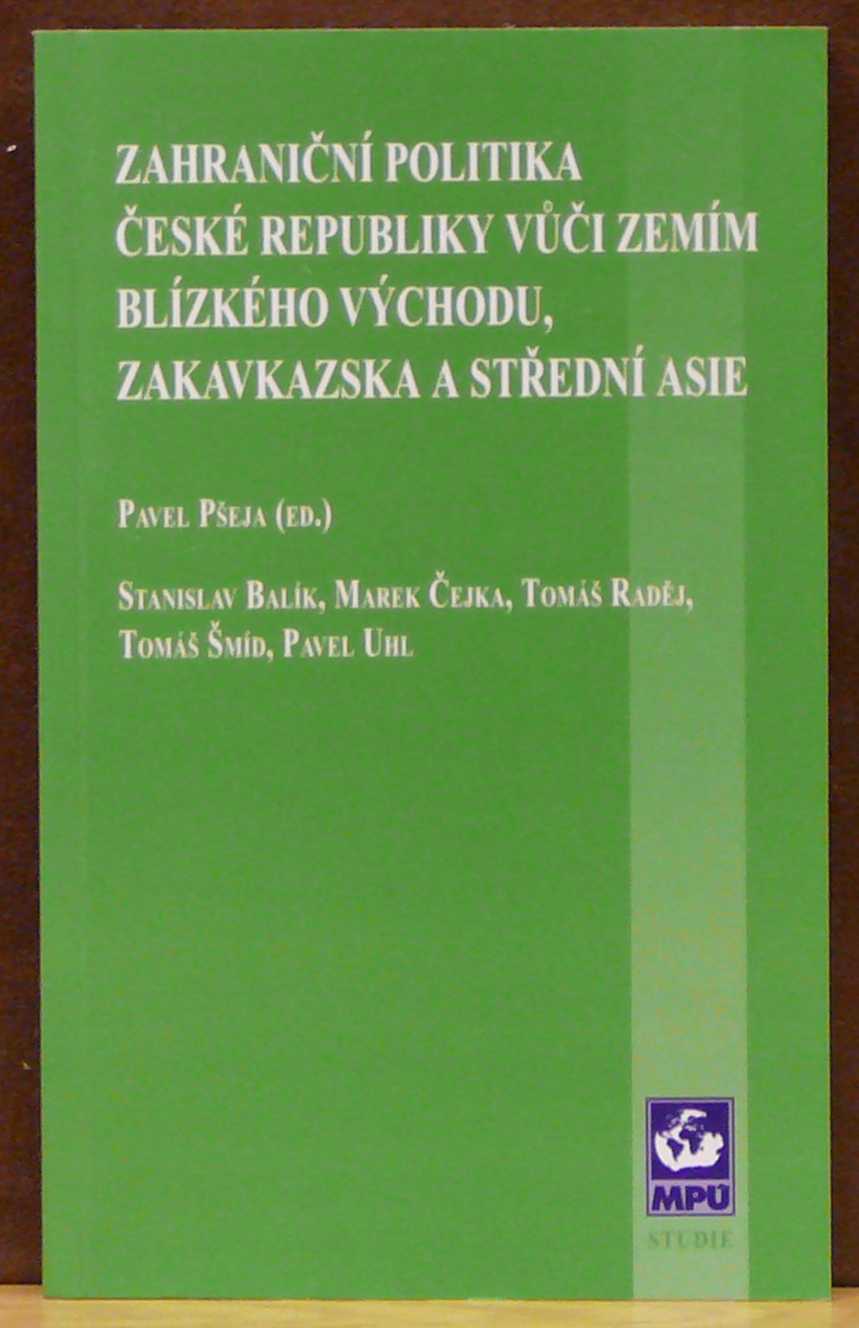 ZAHRANIČNÍ POLITIKA
ČESKÉ REPUBLIKY VŮČI ZEMÍM
BLÍZKÉHO VÝCHODU,
ZAKAVKAZSKA A STŘEDNÍ ASIE
PAVEL PŠEJA (ED.)
STANISLAV BALÍK, MAREK ČEJKA, TOMÁŠ RADĚJ,
TOMÁŠ ŠMÍD, PAVEL UHL
MPÚ
STUDIE